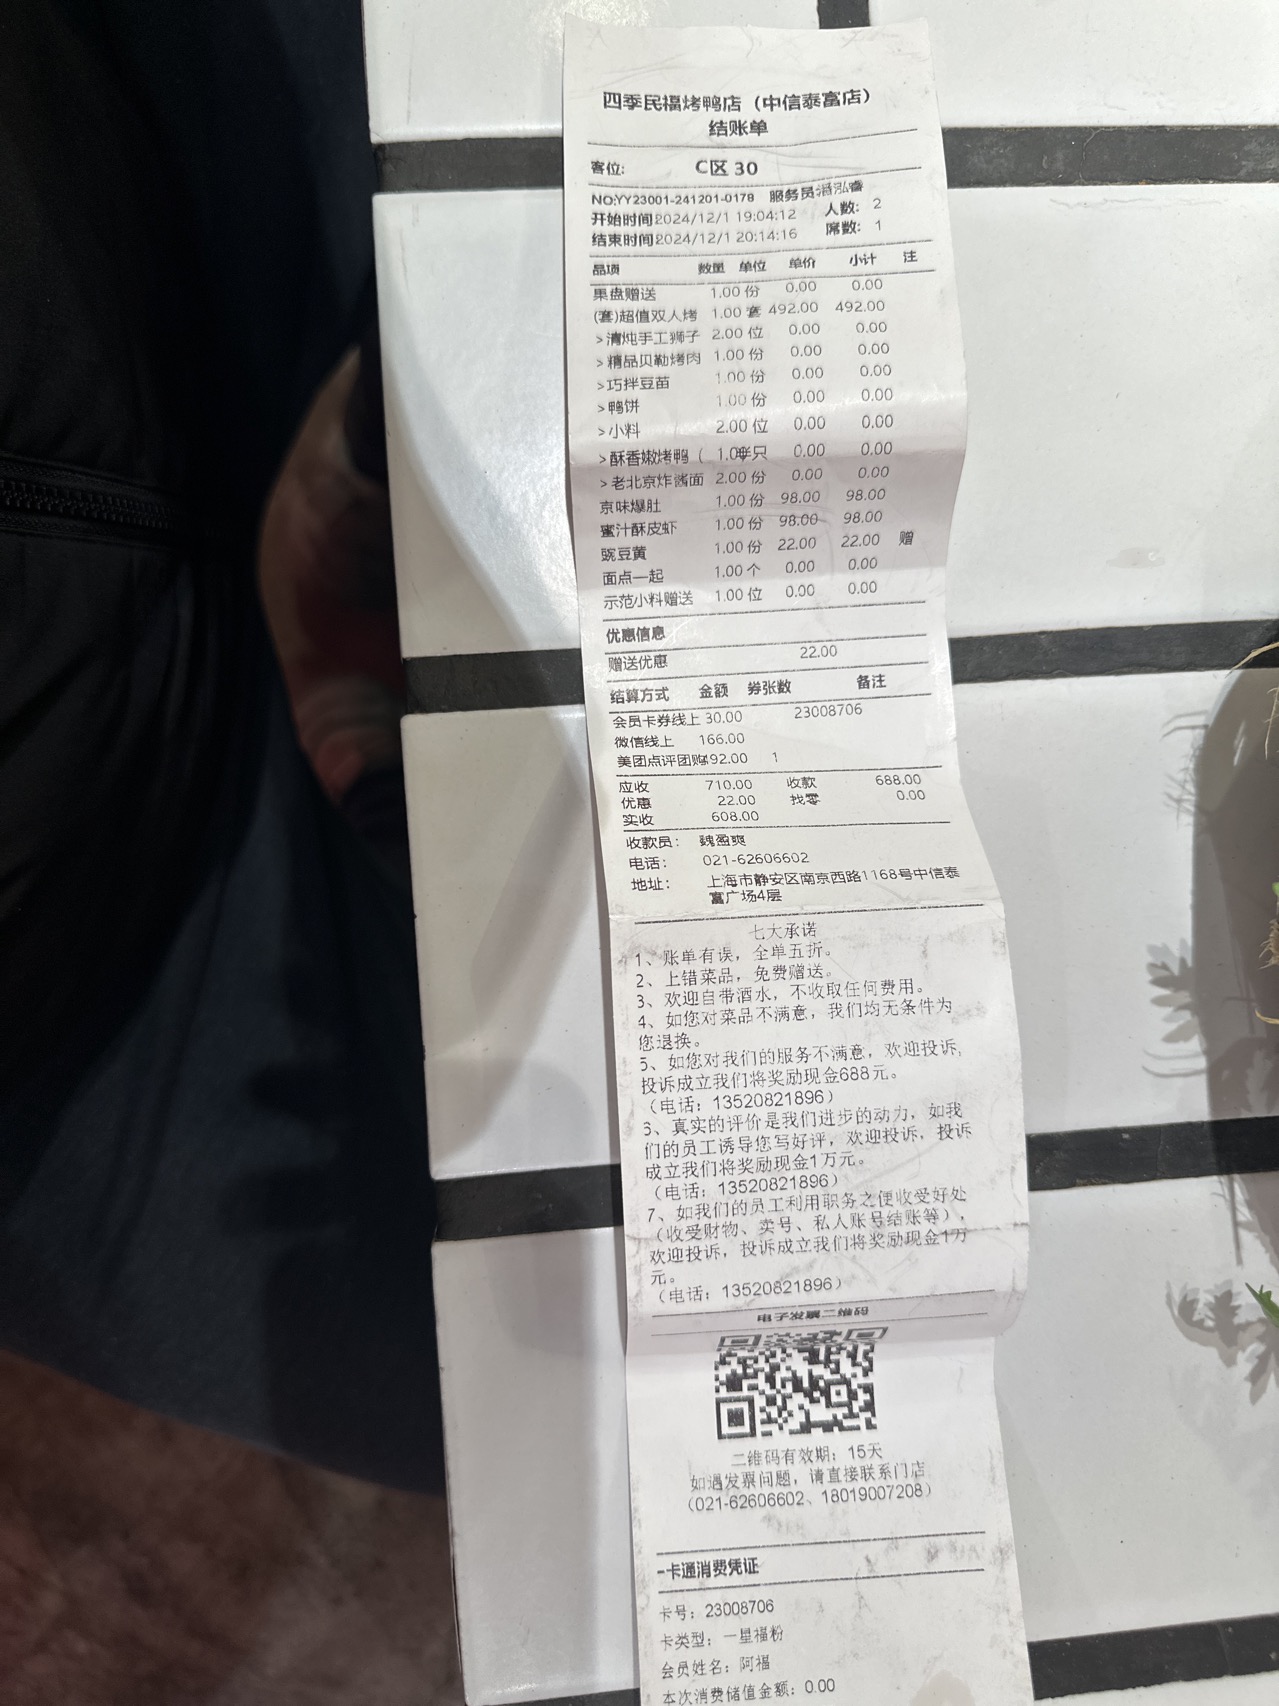 四季民福烤鸭店（中信泰富店）
结账单
客位: C区 30
NO:YY23001-241201-0178 服务员:潘泓睿
开始时间2024/12/1 19:04:12 人数: 2
结束时间2024/12/1 20:14:16 席数: 1
品项 数量 单位 单价 小计 注
果盘赠送 1.00 份 0.00 0.00
(套)超值双人烤 1.00 套 492.00 492.00
>清炖手工狮子 2.00 位 0.00 0.00
>精品贝勒烤肉 1.00 份 0.00 0.00
>巧拌豆苗 1.00 份 0.00 0.00
>鸭饼 1.00 份 0.00 0.00
>小料 2.00 位 0.00 0.00
>酥香嫩烤鸭（ 1.00半只 0.00 0.00
>老北京炸酱面 2.00 份 0.00 0.00
京味爆肚 1.00 份 98.00 98.00
蜜汁酥皮虾 1.00 份 98.00 98.00
豌豆黄 1.00 份 22.00 22.00 赠
面点一起 1.00 个 0.00 0.00
示范小料赠送 1.00 位 0.00 0.00
优惠信息
赠送优惠 22.00
结算方式 金额 券张数 备注
会员卡券线上 30.00 23008706
微信线上 166.00
美团点评团购492.00 1
应收 710.00 收款 688.00
优惠 22.00 找零 0.00
实收 608.00
收款员: 魏盈爽
电话: 021-62606602
地址: 上海市静安区南京西路1168号中信泰
富广场4层
七大承诺
1、账单有误，全单五折。
2、上错菜品，免费赠送。
3、欢迎自带酒水，不收取任何费用。
4、如您对菜品不满意，我们均无条件为
您退换。
5、如您对我们的服务不满意，欢迎投诉，
投诉成立我们将奖励现金688元。
（电话：13520821896）
6、真实的评价是我们进步的动力，如我
们的员工诱导您写好评，欢迎投诉，投诉
成立我们将奖励现金1万元。
（电话：13520821896）
7、如我们的员工利用职务之便收受好处
（收受财物、卖号、私人账号结账等），
欢迎投诉，投诉成立我们将奖励现金1万
元。
（电话：13520821896）
电子发票二维码
二维码有效期：15天
如遇发票问题，请直接联系门店
（021-62606602、18019007208）
一卡通消费凭证
卡号：23008706
卡类型：一星福粉
会员姓名：阿福
本次消费储值金额：0.00